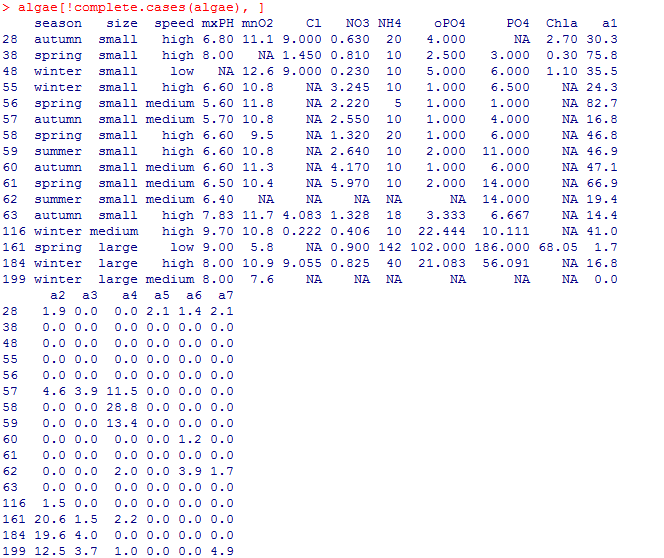 > algae[!complete.cases(algae), ]
season size speed mxPH mnO2 Cl NO3 NH4 oPO4 PO4 Chla a1
28 autumn small high 6.80 11.1 9.000 0.630 20 4.000 NA 2.70 30.3
38 spring small high 8.00 NA 1.450 0.810 10 2.500 3.000 0.30 75.8
48 winter small low NA 12.6 9.000 0.230 10 5.000 6.000 1.10 35.5
55 winter small high 6.60 10.8 NA 3.245 10 1.000 6.500 NA 24.3
56 spring small medium 5.60 11.8 NA 2.220 5 1.000 1.000 NA 82.7
57 autumn small medium 5.70 10.8 NA 2.550 10 1.000 4.000 NA 16.8
58 spring small high 6.60 9.5 NA 1.320 20 1.000 6.000 NA 46.8
59 summer small high 6.60 10.8 NA 2.640 10 2.000 11.000 NA 46.9
60 autumn small medium 6.60 11.3 NA 4.170 10 1.000 6.000 NA 47.1
61 spring small medium 6.50 10.4 NA 5.970 10 2.000 14.000 NA 66.9
62 summer small medium 6.40 NA NA NA NA NA 14.000 NA 19.4
63 autumn small high 7.83 11.7 4.083 1.328 18 3.333 6.667 NA 14.4
116 winter medium high 9.70 10.8 0.222 0.406 10 22.444 10.111 NA 41.0
161 spring large low 9.00 5.8 NA 0.900 142 102.000 186.000 68.05 1.7
184 winter large high 8.00 10.9 9.055 0.825 40 21.083 56.091 NA 16.8
199 winter large medium 8.00 7.6 NA NA NA NA NA NA 0.0
a2 a3 a4 a5 a6 a7
28 1.9 0.0 0.0 2.1 1.4 2.1
38 0.0 0.0 0.0 0.0 0.0 0.0
48 0.0 0.0 0.0 0.0 0.0 0.0
55 0.0 0.0 0.0 0.0 0.0 0.0
56 0.0 0.0 0.0 0.0 0.0 0.0
57 4.6 3.9 11.5 0.0 0.0 0.0
58 0.0 0.0 28.8 0.0 0.0 0.0
59 0.0 0.0 13.4 0.0 0.0 0.0
60 0.0 0.0 0.0 0.0 1.2 0.0
61 0.0 0.0 0.0 0.0 0.0 0.0
62 0.0 0.0 2.0 0.0 3.9 1.7
63 0.0 0.0 0.0 0.0 0.0 0.0
116 1.5 0.0 0.0 0.0 0.0 0.0
161 20.6 1.5 2.2 0.0 0.0 0.0
184 19.6 4.0 0.0 0.0 0.0 0.0
199 12.5 3.7 1.0 0.0 0.0 4.9